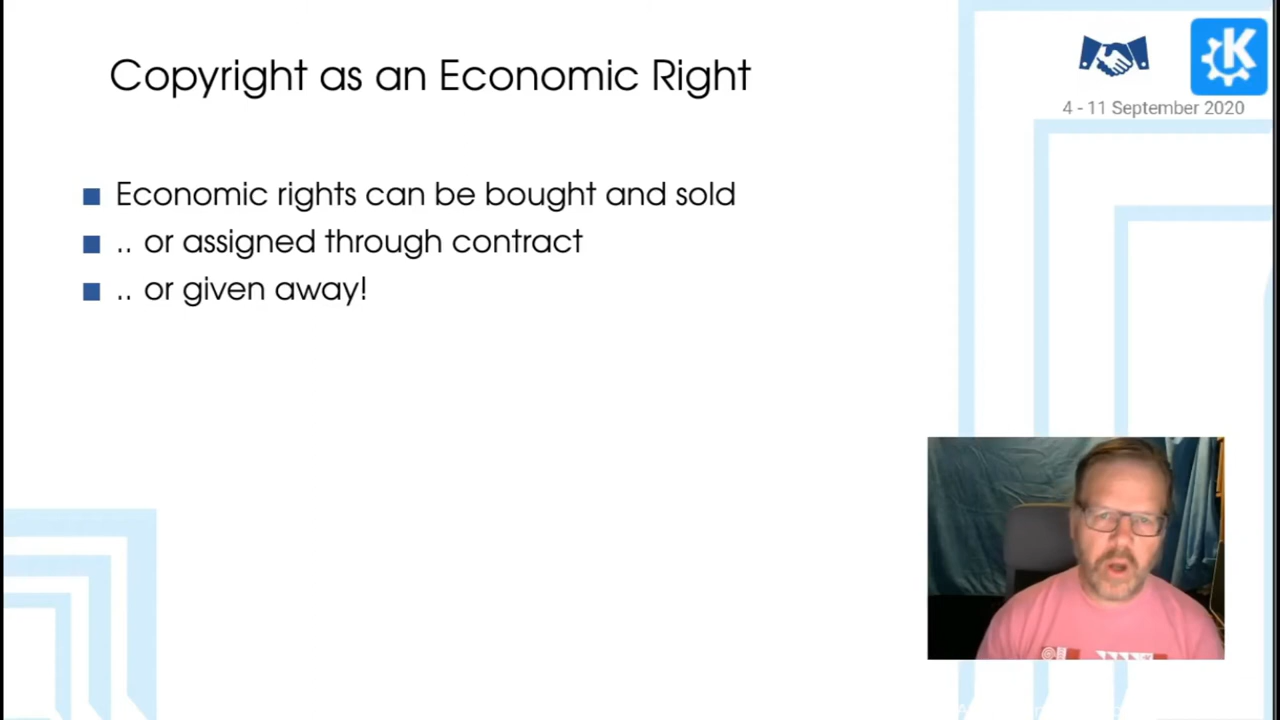 Copyright as an Economic Right
4 - 11 September 2020
Economic rights can be bought and sold
.. or assigned through contract
.. or given away!